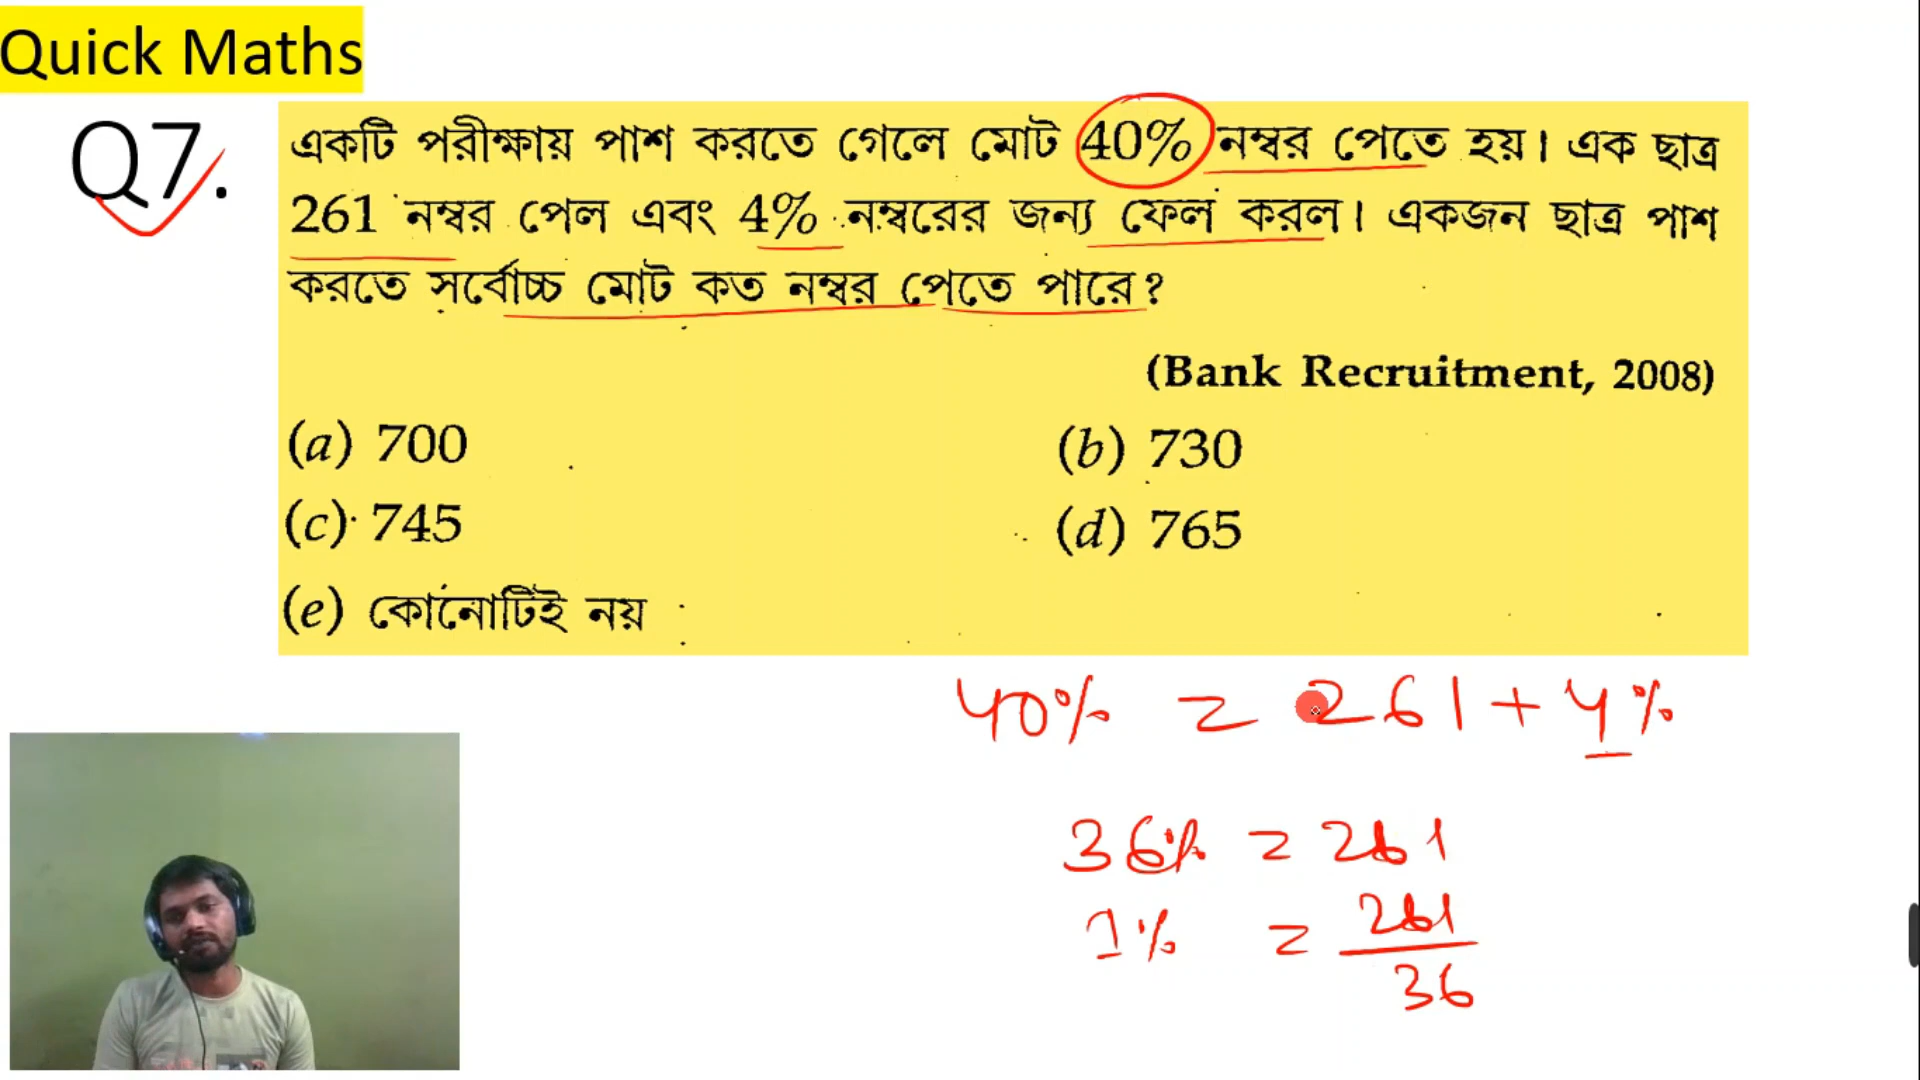 Quick Maths
Q7.
একটি পরীক্ষায় পাশ করতে গেলে মোট 40% নম্বর পেতে হয়। এক ছাত্র
261 নম্বর পেল এবং 4% নম্বরের জন্য ফেল করল। একজন ছাত্র পাশ
করতে সর্বোচ্চ মোট কত নম্বর পেতে পারে?
(Bank Recruitment, 2008)
(a) 700 (b) 730
(c) 745 (d) 765
(e) কোনোটিই নয়
40% = 261 + 4%
36% = 261
1% = 261
36